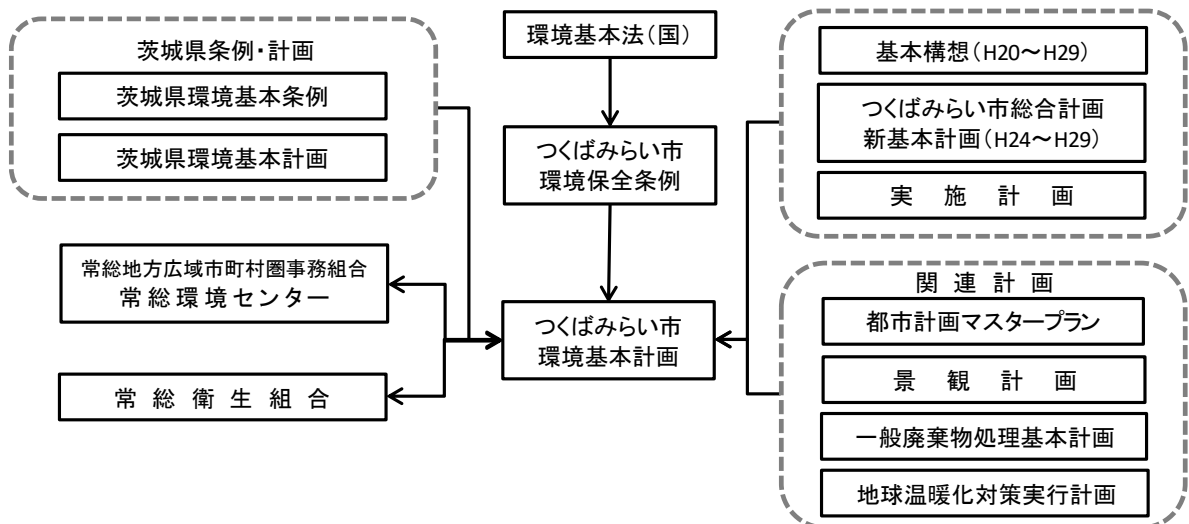 茨城県条例・計画
茨城県環境基本条例
茨城県環境基本計画
常総地方広域市町村圏事務組合
常総環境センター
常総衛生組合
環境基本法（国）
つくばみらい市
環境保全条例
つくばみらい市
環境基本計画
基本構想（H20～H29）
つくばみらい市総合計画
新基本計画（H24～H29）
実施計画
関連計画
都市計画マスタープラン
景観計画
一般廃棄物処理基本計画
地球温暖化対策実行計画